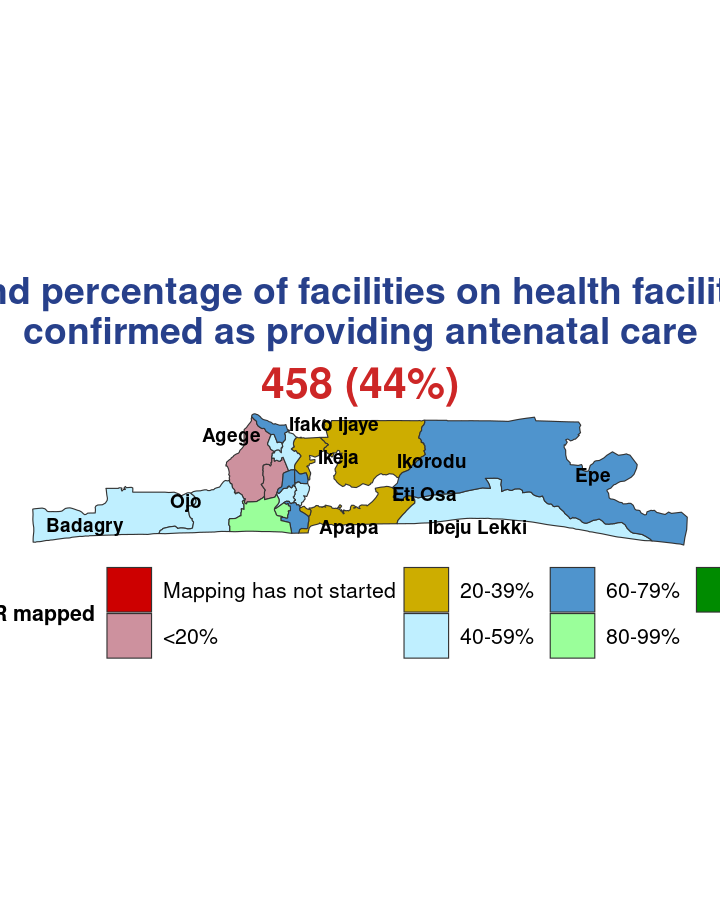 percentage of facilities on health
confirmed as providing antenatal care
458 (44%)
Ifako Ijaye
Agege
Ikeja
Ikorodu
Epe
Eti Osa
Ojo
Badagry
Apapa
Ibeju Lekki
Mapping has not started
20-39%
60-79%
mapped
<20%
40-59%
80-99%